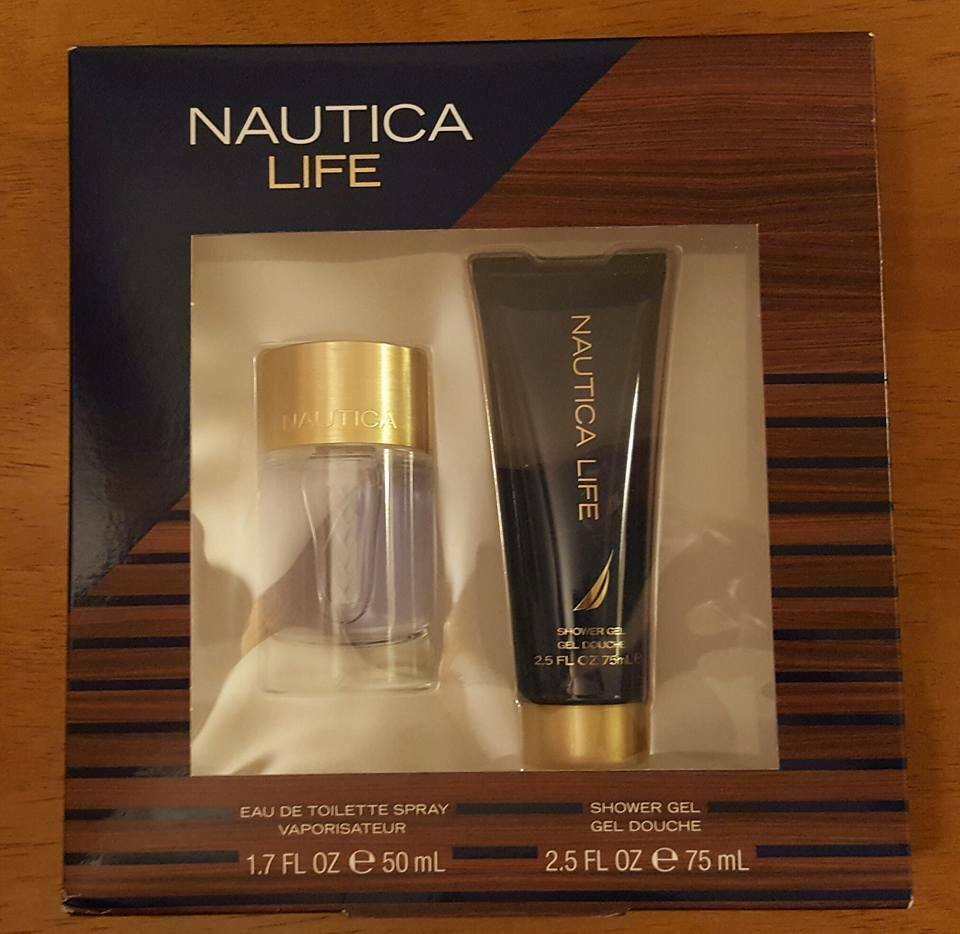 NAUTICA
LIFE
NAUTICA
NAUTICA LIFE
SHOWER GEL
GEL DOUCHE
2.5 FL OZ 75mL e
EAU DE TOILETTE SPRAY
VAPORISATEUR
1.7 FL OZ e 50 mL
SHOWER GEL
GEL DOUCHE
2.5 FL OZ e 75 mL